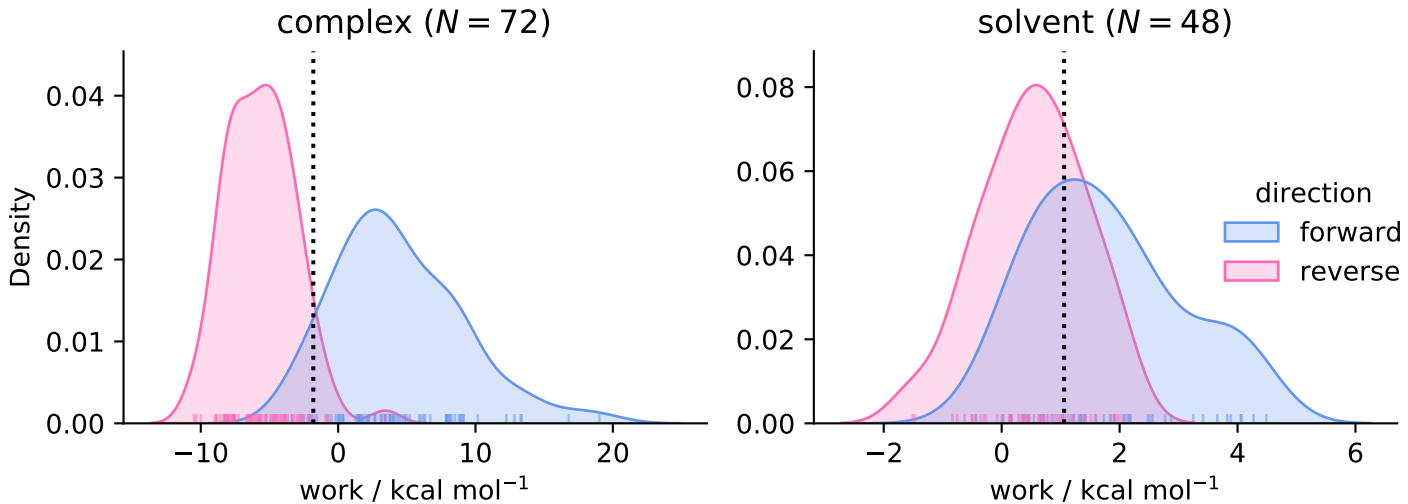 complex (N = 72)
Density
0.04
0.03
0.02
0.01
0.00
−10
0
10
20
work / kcal mol⁻¹
solvent (N = 48)
0.08
0.06
0.04
0.02
0.00
−2
0
2
4
6
work / kcal mol⁻¹
direction
forward
reverse